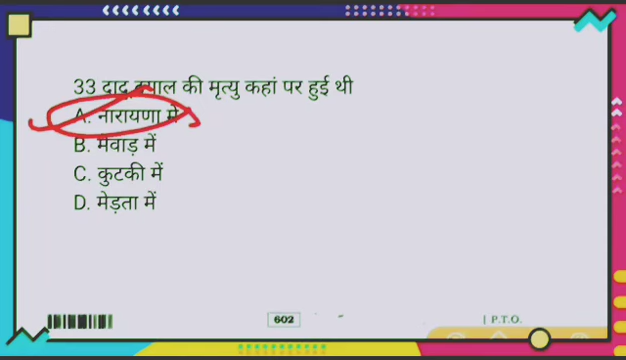 33 दादू दयाल की मृत्यु कहां पर हुई थी
A. नारायणा में
B. मेवाड़ में
C. कुटकी में
D. मेड़ता में
602
| P.T.O.